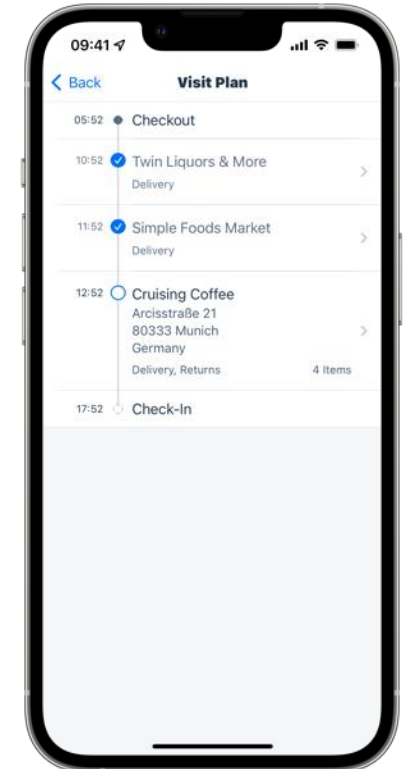 09:41
Back
Visit Plan
05:52 Checkout
10:52 Twin Liquors & More
Delivery
11:52 Simple Foods Market
Delivery
12:52 Cruising Coffee
Arcisstraße 21
80333 Munich
Germany
Delivery, Returns 4 Items
17:52 Check-In